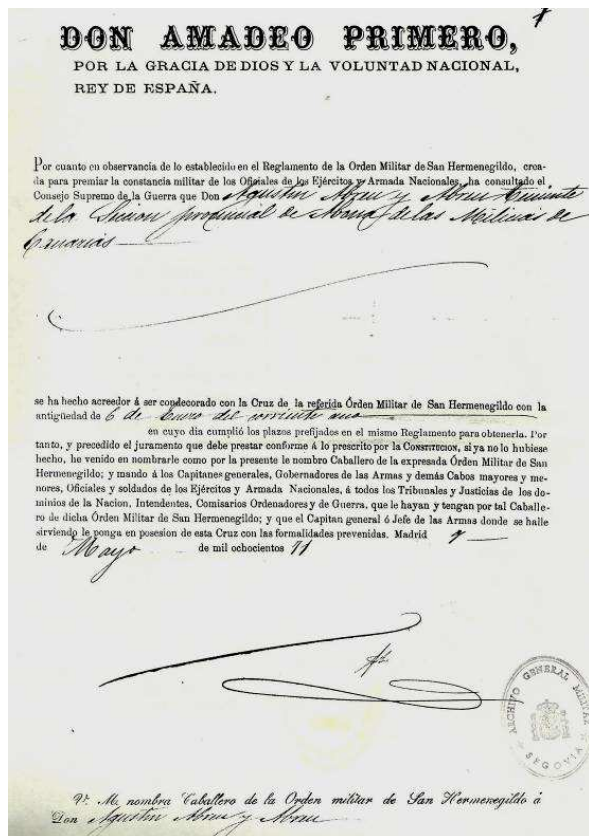 DON AMADEO PRIMERO,
POR LA GRACIA DE DIOS Y LA VOLUNTAD NACIONAL,
REY DE ESPAÑA.
Por cuanto en observancia de lo establecido en el Reglamento de la Orden Militar de San Hermenegildo, crea-
da para premiar la constancia militar de los Oficiales de los Ejércitos y Armada Nacionales, ha consultado el
Consejo Supremo de la Guerra que Don Agustin Abreu y Abreu Teniente
de la Seccion provincial de Abona de las Milicias de
Canarias
se ha hecho acreedor á ser condecorado con la Cruz de la referida Órden Militar de San Hermenegildo con la
antigüedad de 6 de Enero del corriente año
en cuyo dia cumplió los plazos prefijados en el mismo Reglamento para obtenerla. Por
tanto, y precedido el juramento que debe prestar conforme á lo prescrito por la CONSTITUCION, si ya no lo hubiese
hecho, he venido en nombrarle como por la presente le nombro Caballero de la expresada Órden Militar de San
Hermenegildo; y mando á los Capitanes generales, Gobernadores de las Armas y demás Cabos mayores y me-
nores, Oficiales y soldados de los Ejércitos y Armada Nacionales, á todos los Tribunales y Justicias de los do-
minios de la Nacion, Intendentes, Comisarios Ordenadores y de Guerra, que le hayan y tengan por tal Caballe-
ro de dicha Órden Militar de San Hermenegildo; y que el Capitan general ó Jefe de las Armas donde se halle
sirviendo le ponga en posesion de esta Cruz con las formalidades prevenidas. Madrid 9
de Mayo de mil ochocientos 71
ARCHIVO GENERAL MILITAR
SEGOVIA
V. M. nombra Caballero de la Orden militar de San Hermenegildo á
Don Agustin Abreu y Abreu